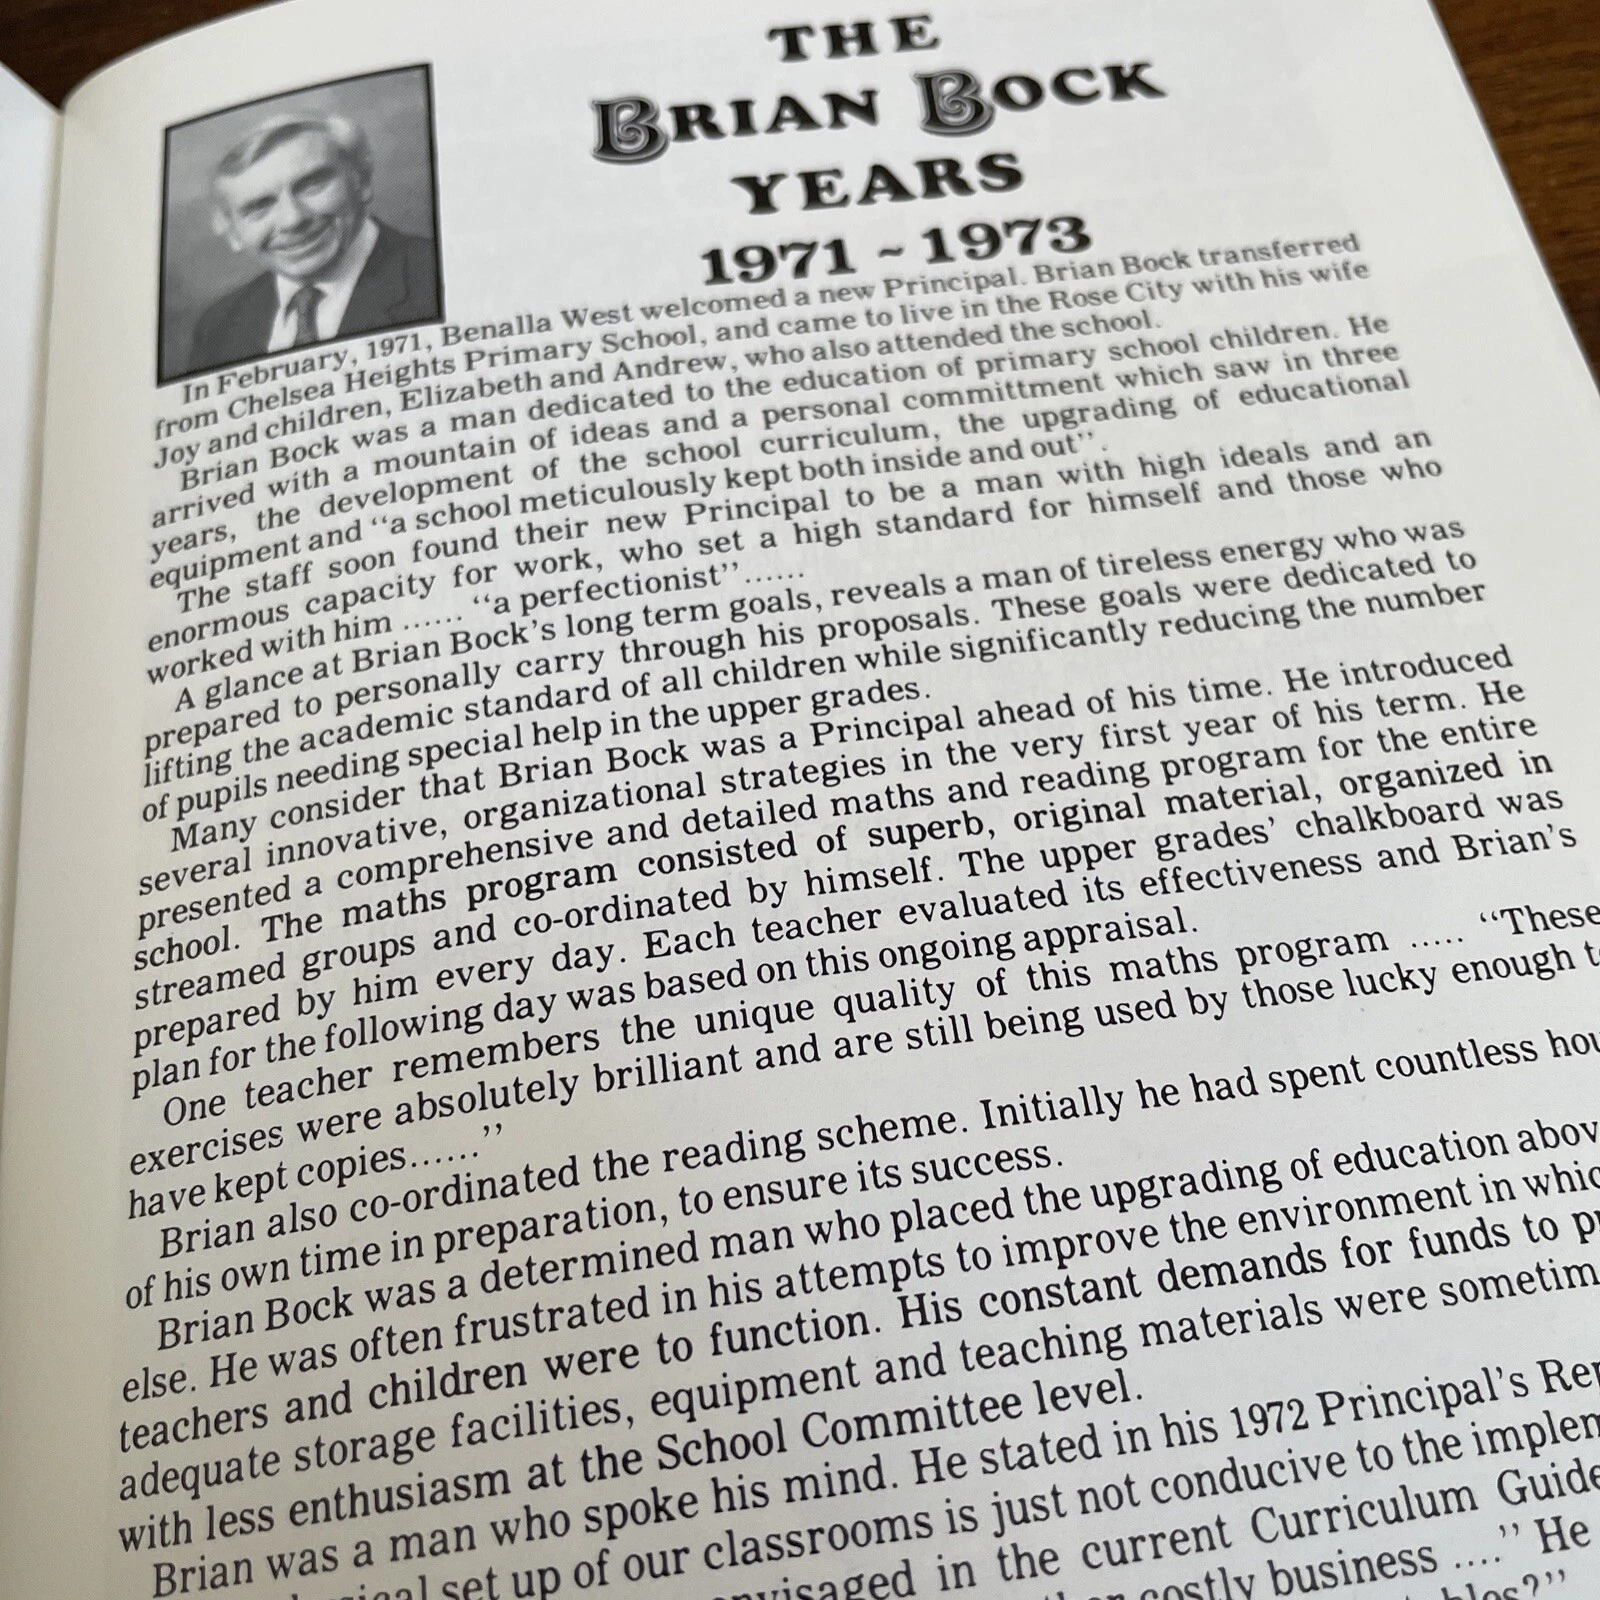 THE
BRIAN BOCK
YEARS
1971 ~ 1973
In February, 1971, Benalla West welcomed a new Principal. Brian Bock transferred
from Chelsea Heights Primary School, and came to live in the Rose City with his wife
Joy and children, Elizabeth and Andrew, who also attended the school.
Brian Bock was a man dedicated to the education of primary school children. He
arrived with a mountain of ideas and a personal committment which saw in three
years, the development of the school curriculum, the upgrading of educational
equipment and "a school meticulously kept both inside and out".
The staff soon found their new Principal to be a man with high ideals and an
enormous capacity for work, who set a high standard for himself and those who
worked with him ...... "a perfectionist"......
A glance at Brian Bock's long term goals, reveals a man of tireless energy who was
prepared to personally carry through his proposals. These goals were dedicated to
lifting the academic standard of all children while significantly reducing the number
of pupils needing special help in the upper grades.
Many consider that Brian Bock was a Principal ahead of his time. He introduced
several innovative, organizational strategies in the very first year of his term. He
presented a comprehensive and detailed maths and reading program for the entire
school. The maths program consisted of superb, original material, organized in
streamed groups and co-ordinated by himself. The upper grades' chalkboard was
prepared by him every day. Each teacher evaluated its effectiveness and Brian's
plan for the following day was based on this ongoing appraisal.
One teacher remembers the unique quality of this maths program ..... "These
exercises were absolutely brilliant and are still being used by those lucky enough
have kept copies......"
Brian also co-ordinated the reading scheme. Initially he had spent countless
of his own time in preparation, to ensure its success.
Brian Bock was a determined man who placed the upgrading of education
else. He was often frustrated in his attempts to improve the environment in
teachers and children were to function. His constant demands for funds to
adequate storage facilities, equipment and teaching materials were
with less enthusiasm at the School Committee level.
Brian was a man who spoke his mind. He stated in his 1972 Principal's
set up of our classrooms is just not conducive to the
in the current Curriculum
costly business ...." He